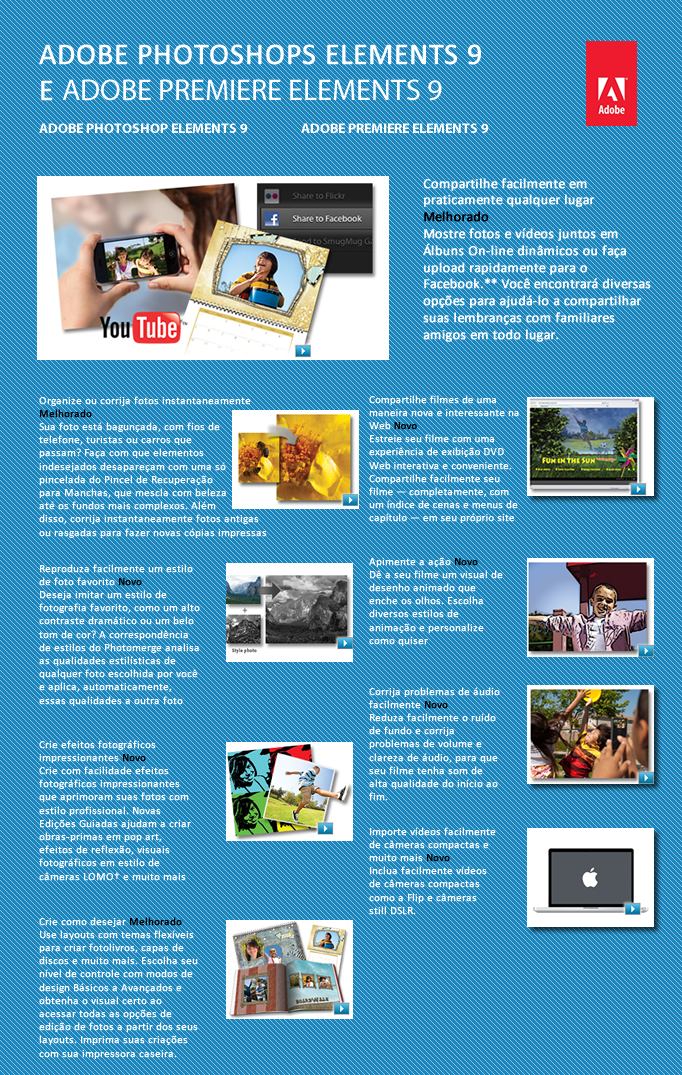 ADOBE PHOTOSHOPS ELEMENTS 9
E ADOBE PREMIERE ELEMENTS 9
Adobe
ADOBE PHOTOSHOP ELEMENTS 9
ADOBE PREMIERE ELEMENTS 9
Share to Flickr
Share to Facebook
to SmugMug
You Tube
Compartilhe facilmente em
praticamente qualquer lugar
Melhorado
Mostre fotos e vídeos juntos em
Álbuns On-line dinâmicos ou faça
upload rapidamente para o
Facebook.** Você encontrará diversas
opções para ajudá-lo a compartilhar
suas lembranças com familiares
amigos em todo lugar.
Organize ou corrija fotos instantaneamente
Melhorado
Sua foto está bagunçada, com fios de
telefone, turistas ou carros que
passam? Faça com que elementos
indesejados desapareçam com uma só
pincelada do Pincel de Recuperação
para Manchas, que mescla com beleza
até os fundos mais complexos. Além
disso, corrija instantaneamente fotos antigas
ou rasgadas para fazer novas cópias impressas
Reproduza facilmente um estilo
de foto favorito Novo
Deseja imitar um estilo de
fotografia favorito, como um alto
contraste dramático ou um belo
tom de cor? A correspondência
de estilos do Photomerge analisa
as qualidades estilísticas de
qualquer foto escolhida por você
e aplica, automaticamente,
essas qualidades a outra foto
+
Style photo
Crie efeitos fotográficos
impressionantes Novo
Crie com facilidade efeitos
fotográficos impressionantes
que aprimoram suas fotos com
estilo profissional. Novas
Edições Guiadas ajudam a criar
obras-primas em pop art,
efeitos de reflexão, visuais
fotográficos em estilo de
câmeras LOMO† e muito mais
Crie como desejar Melhorado
Use layouts com temas flexíveis
para criar fotolivros, capas de
discos e muito mais. Escolha seu
nível de controle com modos de
design Básicos a Avançados e
obtenha o visual certo ao
acessar todas as opções de
edição de fotos a partir dos seus
layouts. Imprima suas criações
com sua impressora caseira.
Compartilhe filmes de uma
maneira nova e interessante na
Web Novo
Estreie seu filme com uma
experiência de exibição DVD
Web interativa e conveniente.
Compartilhe facilmente seu
filme — completamente, com
um índice de cenas e menus de
capítulo — em seu próprio site
FUN IN THE SUN
Apimente a ação Novo
Dê a seu filme um visual de
desenho animado que
enche os olhos. Escolha
diversos estilos de
animação e personalize
como quiser
Corrija problemas de áudio
facilmente Novo
Reduza facilmente o ruído
de fundo e corrija
problemas de volume e
clareza de áudio, para que
seu filme tenha som de
alta qualidade do início ao
fim.
Importe vídeos facilmente
de câmeras compactas e
muito mais Novo
Inclua facilmente vídeos
de câmeras compactas
como a Flip e câmeras
still DSLR.